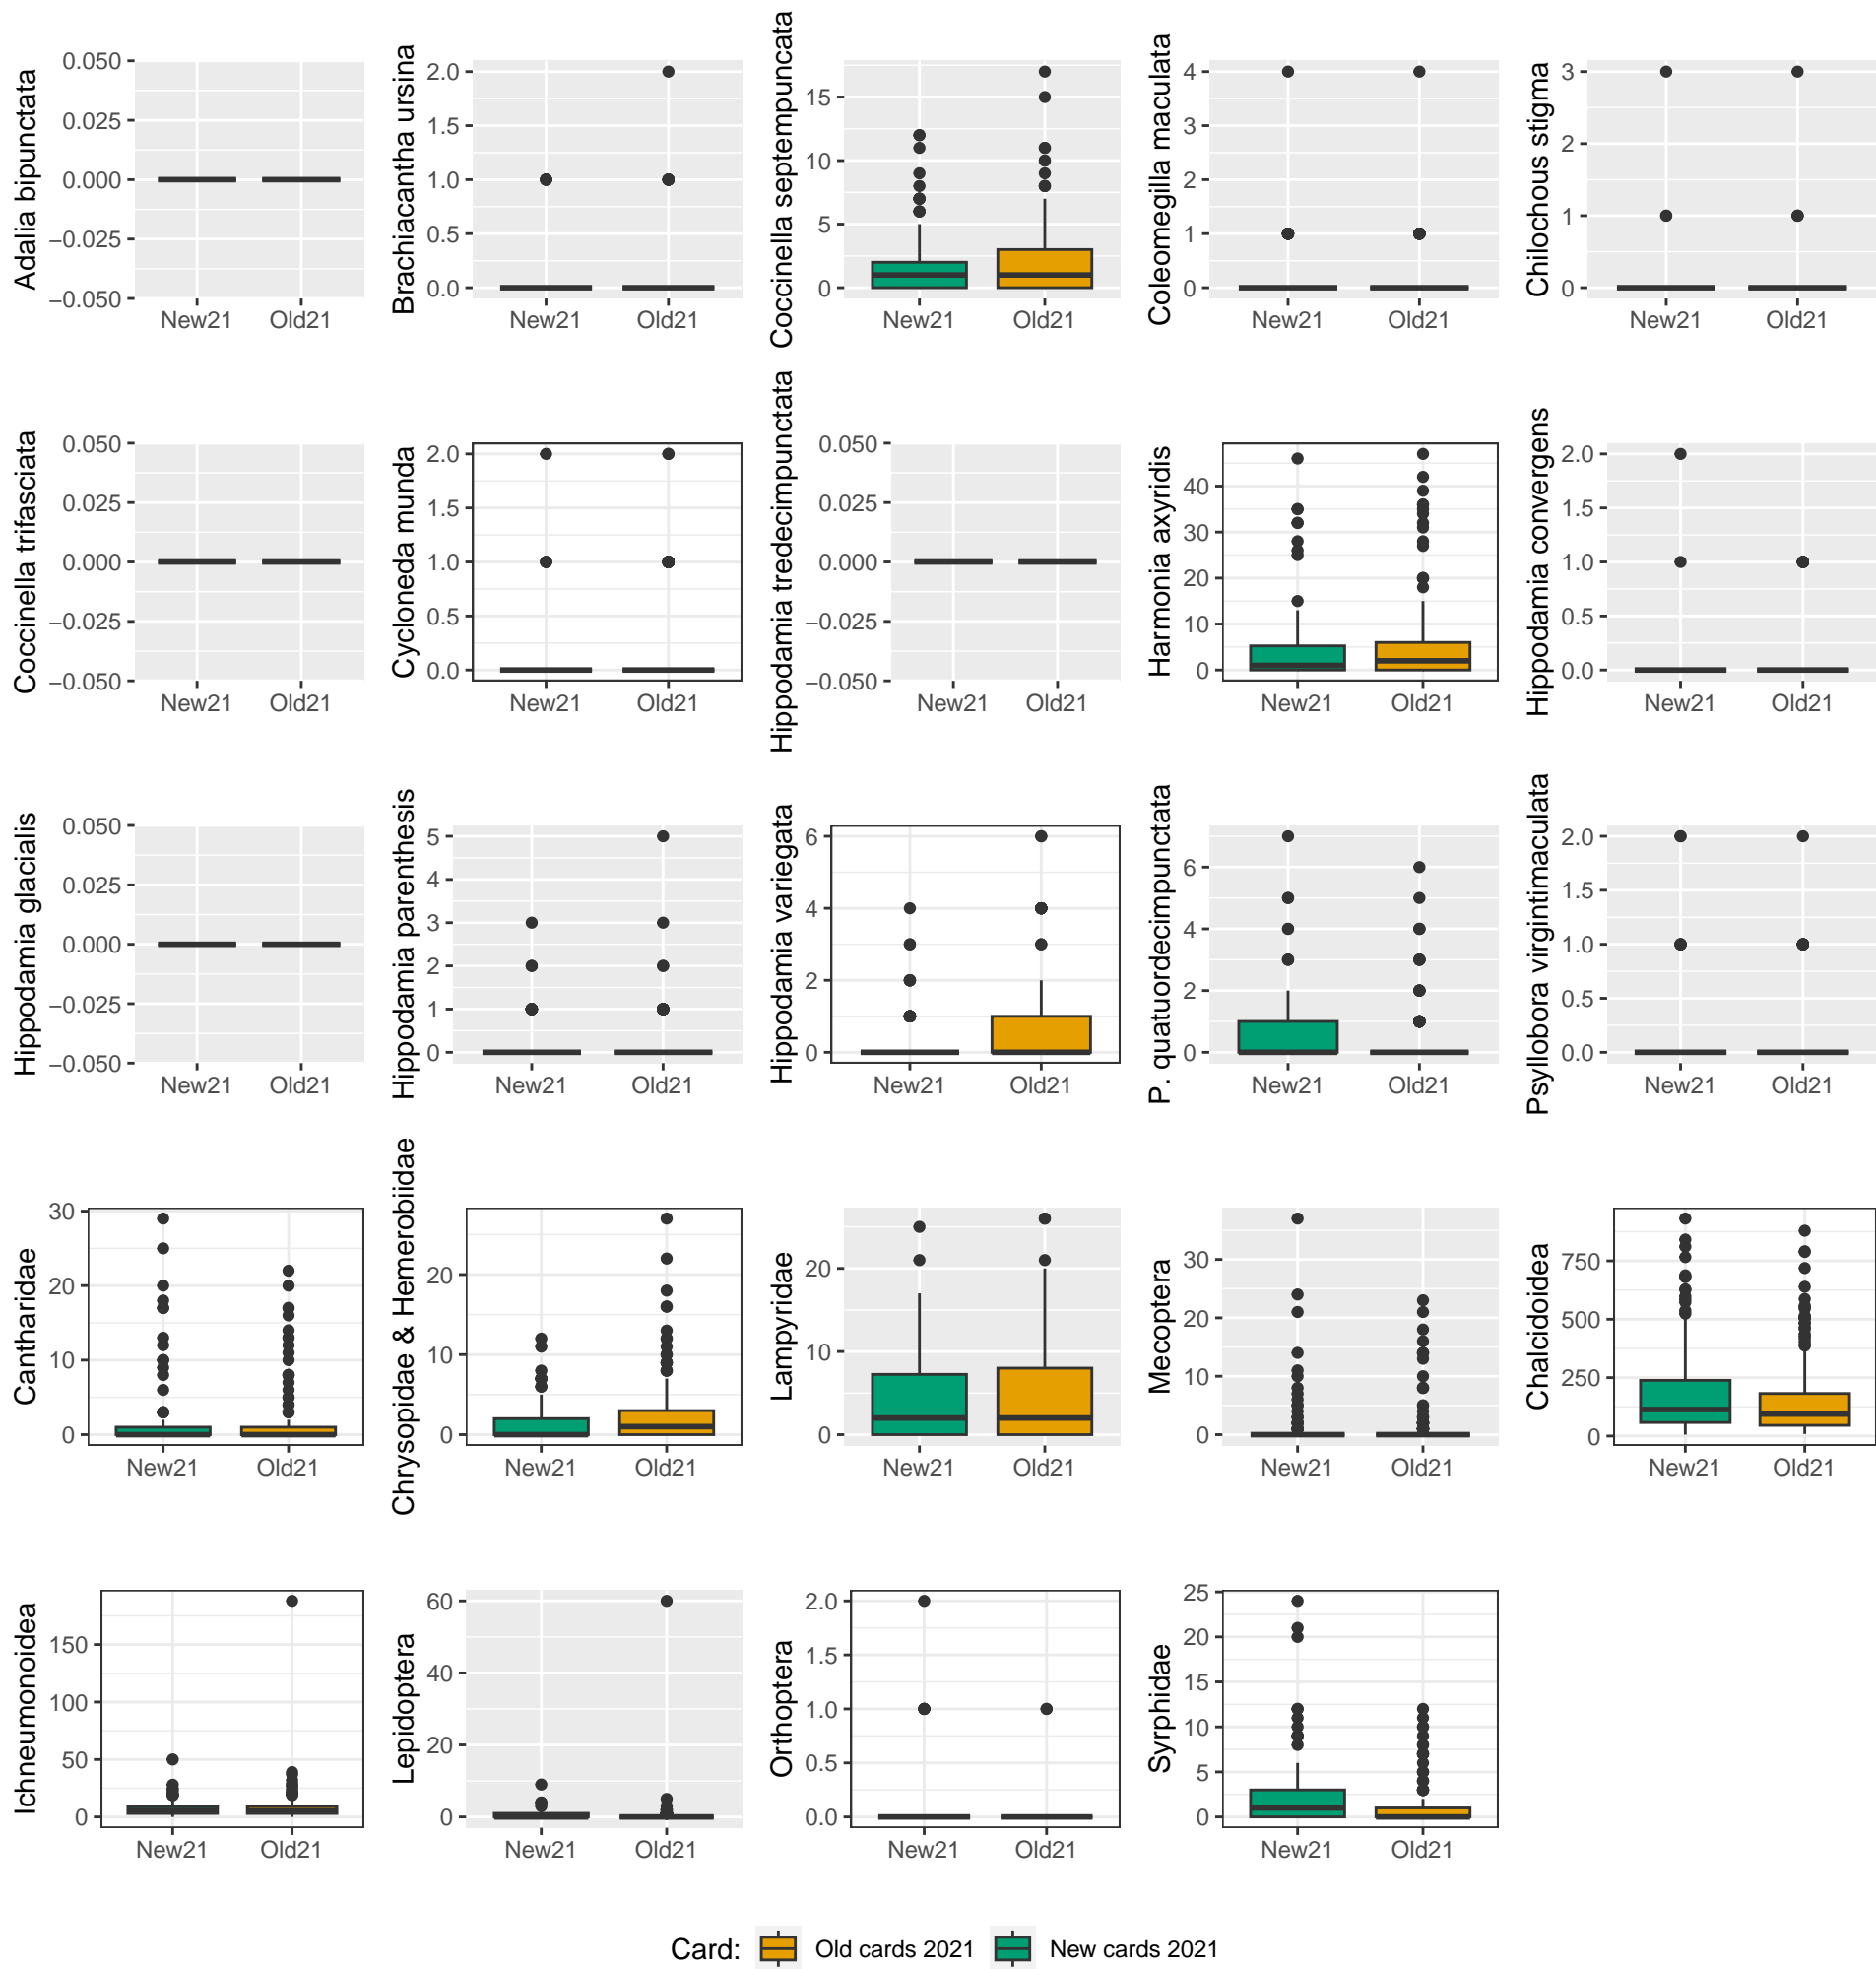 Adalia bipunctata
0.050
0.025
0.000
−0.025
−0.050
New21 Old21
Brachiacantha ursina
2.0
1.5
1.0
0.5
0.0
New21 Old21
Coccinella septempuncata
15
10
5
0
New21 Old21
Coleomegilla maculata
4
3
2
1
0
New21 Old21
Chilochous stigma
3
2
1
0
New21 Old21
Coccinella trifasciata
0.050
0.025
0.000
−0.025
−0.050
New21 Old21
Cycloneda munda
2.0
1.5
1.0
0.5
0.0
New21 Old21
Hippodamia tredecimpunctata
0.050
0.025
0.000
−0.025
−0.050
New21 Old21
Harmonia axyridis
40
30
20
10
0
New21 Old21
Hippodamia convergens
2.0
1.5
1.0
0.5
0.0
New21 Old21
Hippodamia glacialis
0.050
0.025
0.000
−0.025
−0.050
New21 Old21
Hippodamia parenthesis
5
4
3
2
1
0
New21 Old21
Hippodamia variegata
6
4
2
0
New21 Old21
P. quatuordecimpunctata
6
4
2
0
New21 Old21
Psyllobora virgintimaculata
2.0
1.5
1.0
0.5
0.0
New21 Old21
Cantharidae
30
20
10
0
New21 Old21
Chrysopidae & Hemerobiidae
20
10
0
New21 Old21
Lampyridae
20
10
0
New21 Old21
Mecoptera
30
20
10
0
New21 Old21
Chalcidoidea
750
500
250
0
New21 Old21
Ichneumonoidea
150
100
50
0
New21 Old21
Lepidoptera
60
40
20
0
New21 Old21
Orthoptera
2.0
1.5
1.0
0.5
0.0
New21 Old21
Syrphidae
25
20
15
10
5
0
New21 Old21
Card: Old cards 2021 New cards 2021